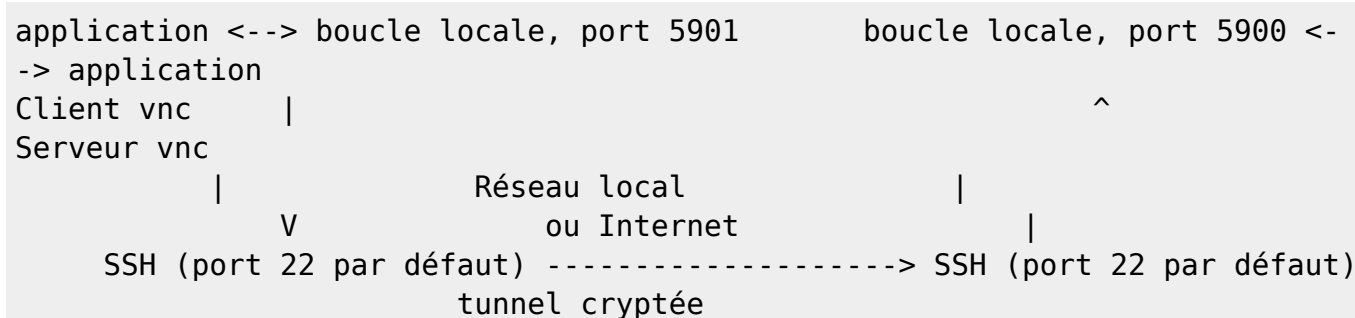 application <--> boucle locale, port 5901        boucle locale, port 5900 <-
-> application
Client vnc     |                                             ^
Serveur vnc
           |              Réseau local               |
               V              ou Internet                |
     SSH (port 22 par défaut) --------------------> SSH (port 22 par défaut)
                         tunnel cryptée